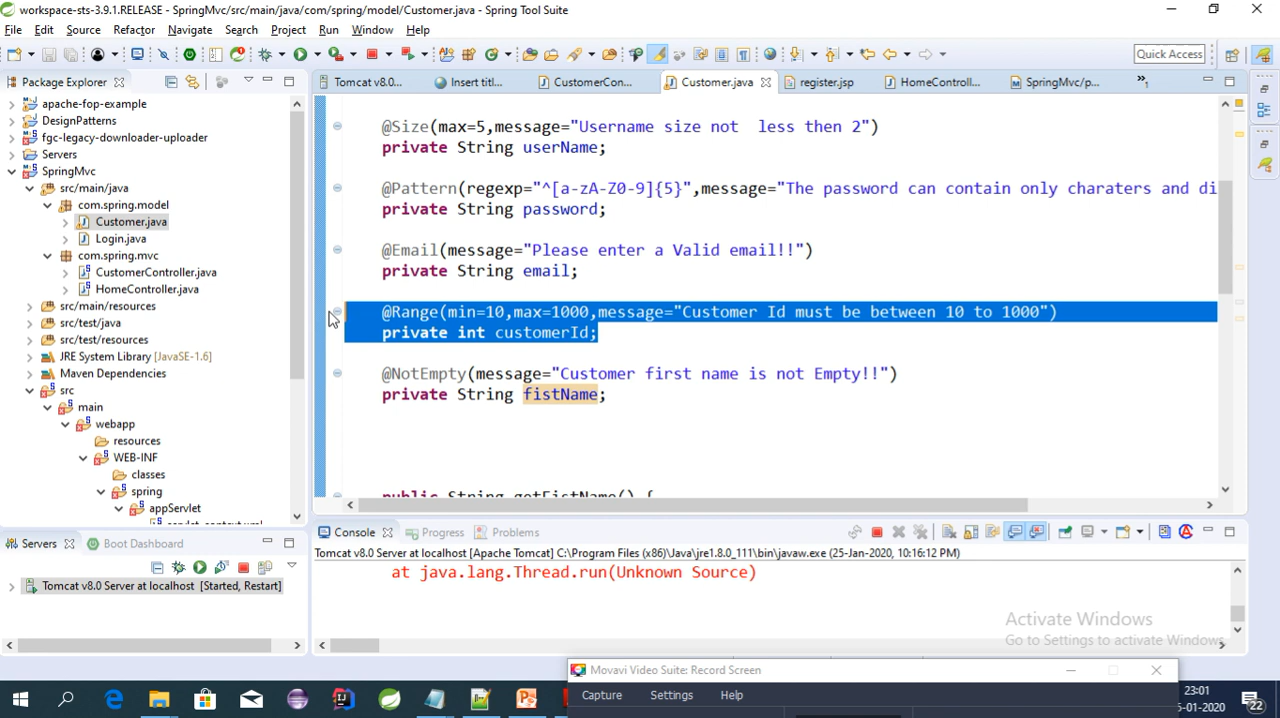 workspace-sts-3.9.1.RELEASE - SpringMvc/src/main/java/com/spring/model/Customer.java - Spring Tool Suite
File Edit Source Refactor Navigate Search Project Run Window Help
Quick Access
Package Explorer
apache-fop-example
DesignPatterns
fgc-legacy-downloader-uploader
Servers
SpringMvc
src/main/java
com.spring.model
Customer.java
Login.java
com.spring.mvc
CustomerController.java
HomeController.java
src/main/resources
src/test/java
src/test/resources
JRE System Library [JavaSE-1.6]
Maven Dependencies
src
main
webapp
resources
WEB-INF
classes
spring
appServlet
servlet-context.xml
Tomcat v8.0... Insert titl... CustomerCon... Customer.java register.jsp HomeControll... SpringMvc/p... »1
@Size(max=5,message="Username size not  less then 2")
private String userName;
@Pattern(regexp="^[a-zA-Z0-9]{5}",message="The password can contain only charaters and di
private String password;
@Email(message="Please enter a Valid email!!")
private String email;
@Range(min=10,max=1000,message="Customer Id must be between 10 to 1000")
private int customerId;
@NotEmpty(message="Customer first name is not Empty!!")
private String fistName;
public String getFistName() {
Servers Boot Dashboard
Tomcat v8.0 Server at localhost [Started, Restart]
Console Progress Problems
Tomcat v8.0 Server at localhost [Apache Tomcat] C:\Program Files (x86)\Java\jre1.8.0_111\bin\javaw.exe (25-Jan-2020, 10:16:12 PM)
at java.lang.Thread.run(Unknown Source)
Activate Windows
Go to Settings to activate Windows.
Movavi Video Suite: Record Screen
Capture Settings Help
23:01
5-01-2020
22